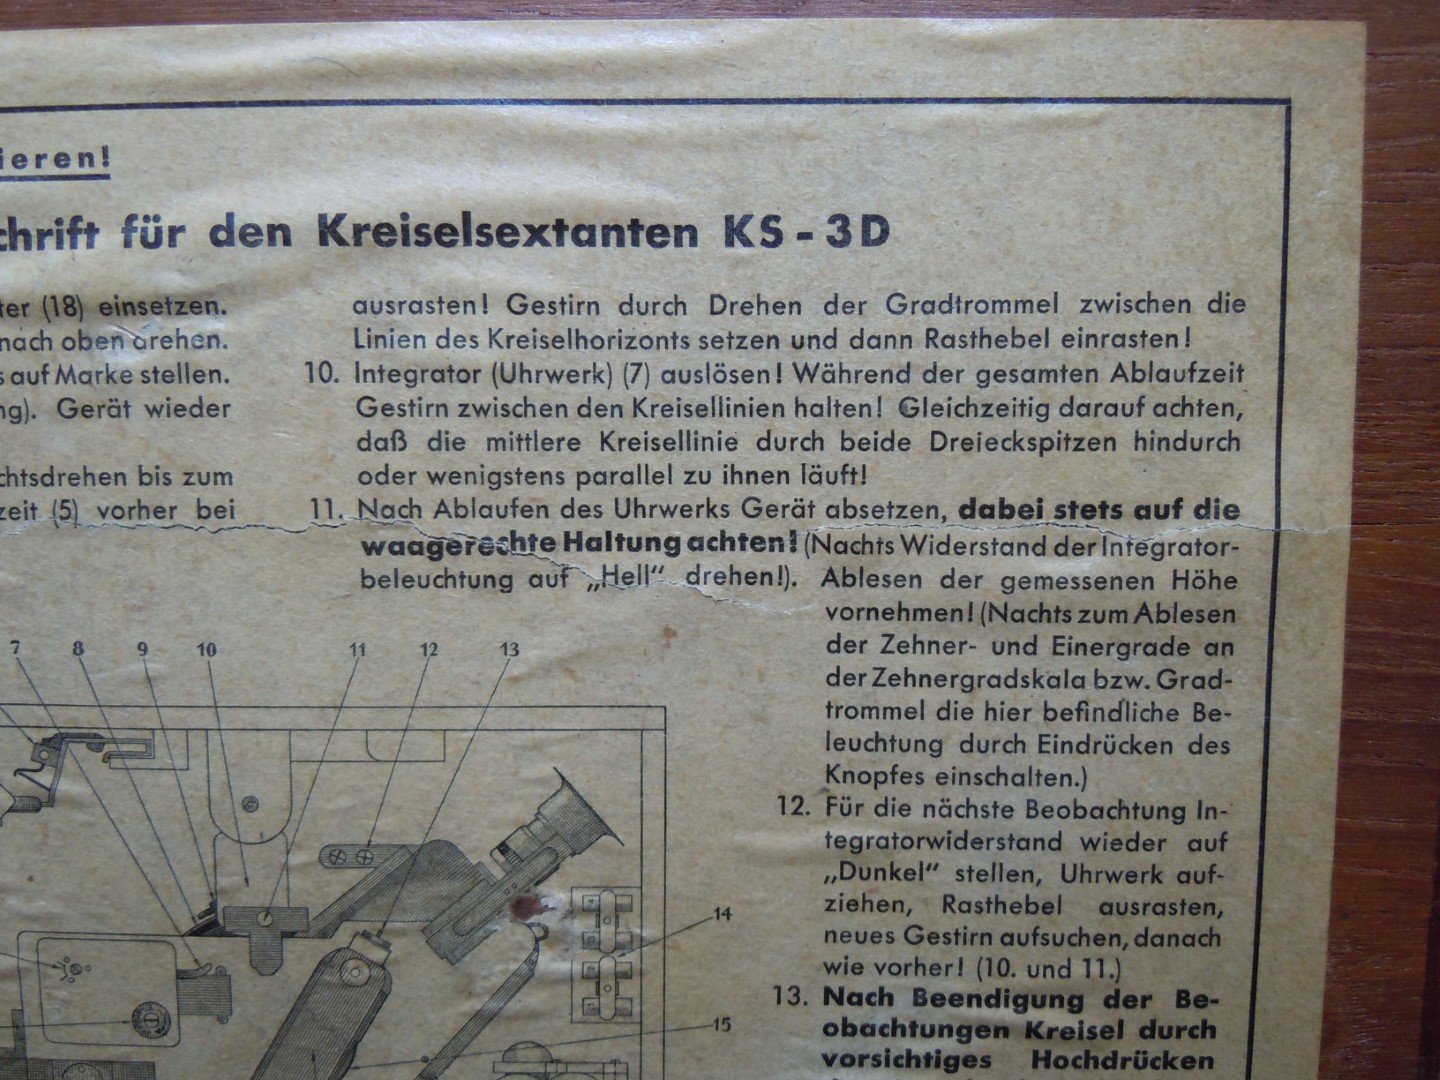 ieren!
chrift für den Kreiselsextanten KS - 3D
ter (18) einsetzen.
nach oben drehen.
s auf Marke stellen.
ng). Gerät wieder
chtsdrehen bis zum
zeit (5) vorher bei
ausrasten! Gestirn durch Drehen der Gradtrommel zwischen die
Linien des Kreiselhorizonts setzen und dann Rasthebel einrasten!
10. Integrator (Uhrwerk) (7) auslösen! Während der gesamten Ablaufzeit
Gestirn zwischen den Kreisellinien halten! Gleichzeitig darauf achten,
daß die mittlere Kreisellinie durch beide Dreieckspitzen hindurch
oder wenigstens parallel zu ihnen läuft!
11. Nach Ablaufen des Uhrwerks Gerät absetzen, dabei stets auf die
waagerechte Haltung achten! (Nachts Widerstand der Integrator-
beleuchtung auf „Hell“ drehen!). Ablesen der gemessenen Höhe
vornehmen! (Nachts zum Ablesen
der Zehner- und Einergrade an
der Zehnergradskala bzw. Grad-
trommel die hier befindliche Be-
leuchtung durch Eindrücken des
Knopfes einschalten.)
12. Für die nächste Beobachtung In-
tegratorwiderstand wieder auf
„Dunkel“ stellen, Uhrwerk auf-
ziehen, Rasthebel ausrasten,
neues Gestirn aufsuchen, danach
wie vorher! (10. und 11.)
13. Nach Beendigung der Be-
obachtungen Kreisel durch
vorsichtiges Hochdrücken
7 8 9 10 11 12 13
14
15